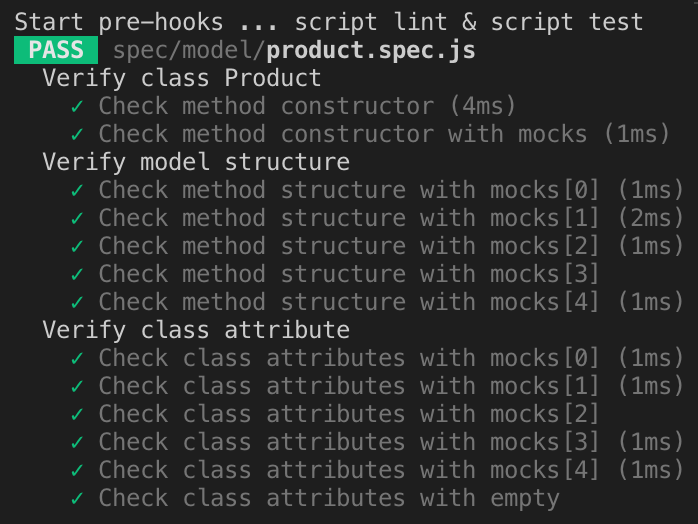 Start pre-hooks ... script lint & script test
PASS spec/model/product.spec.js
Verify class Product
✓ Check method constructor (4ms)
✓ Check method constructor with mocks (1ms)
Verify model structure
✓ Check method structure with mocks[0] (1ms)
✓ Check method structure with mocks[1] (2ms)
✓ Check method structure with mocks[2] (1ms)
✓ Check method structure with mocks[3]
✓ Check method structure with mocks[4] (1ms)
Verify class attribute
✓ Check class attributes with mocks[0] (1ms)
✓ Check class attributes with mocks[1] (1ms)
✓ Check class attributes with mocks[2]
✓ Check class attributes with mocks[3] (1ms)
✓ Check class attributes with mocks[4] (1ms)
✓ Check class attributes with empty